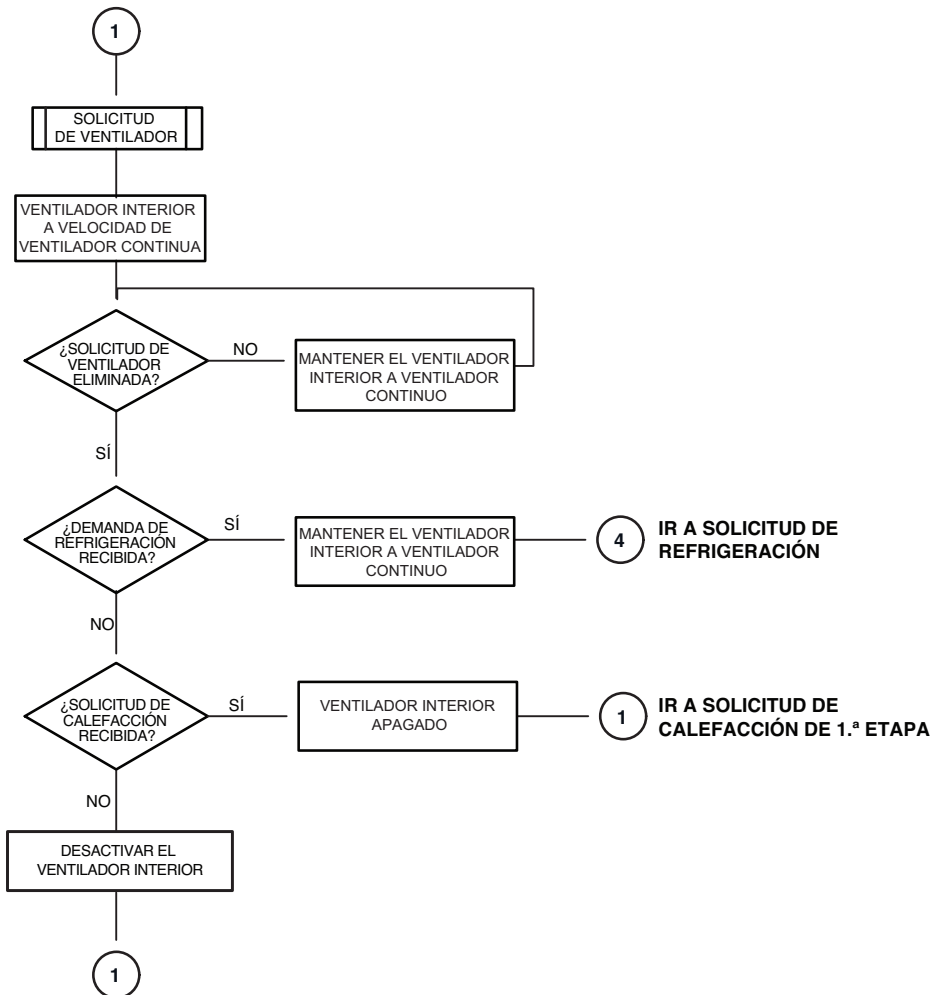 1
SOLICITUD
DE VENTILADOR
VENTILADOR INTERIOR
A VELOCIDAD DE
VENTILADOR CONTINUA
¿SOLICITUD DE
VENTILADOR
ELIMINADA?
NO
MANTENER EL VENTILADOR
INTERIOR A VENTILADOR
CONTINUO
SÍ
¿DEMANDA DE
REFRIGERACIÓN
RECIBIDA?
SÍ
MANTENER EL VENTILADOR
INTERIOR A VENTILADOR
CONTINUO
4
IR A SOLICITUD DE
REFRIGERACIÓN
NO
¿SOLICITUD DE
CALEFACCIÓN
RECIBIDA?
SÍ
VENTILADOR INTERIOR
APAGADO
1
IR A SOLICITUD DE
CALEFACCIÓN DE 1.ª ETAPA
NO
DESACTIVAR EL
VENTILADOR INTERIOR
1